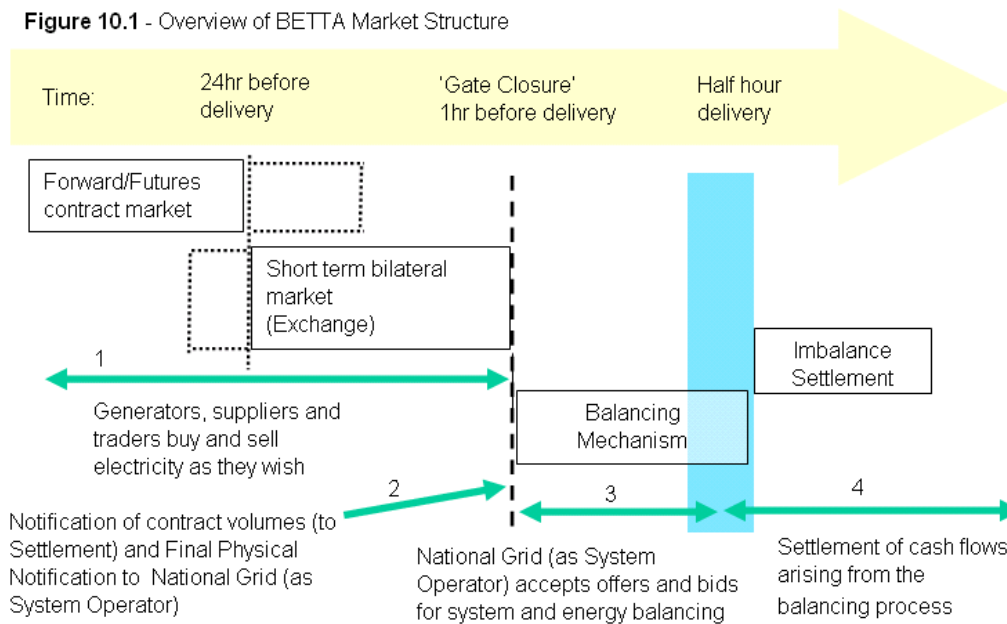 Figure 10.1 - Overview of BETTA Market Structure
Time:
24hr before
delivery
'Gate Closure'
1hr before delivery
Half hour
delivery
Forward/Futures
contract market
Short term bilateral
market
(Exchange)
Imbalance
Settlement
1
Generators, suppliers and
traders buy and sell
electricity as they wish
Balancing
Mechanism
2
3
4
Notification of contract volumes (to
Settlement) and Final Physical
Notification to National Grid (as
System Operator)
National Grid (as System
Operator) accepts offers and bids
for system and energy balancing
Settlement of cash flows
arising from the
balancing process